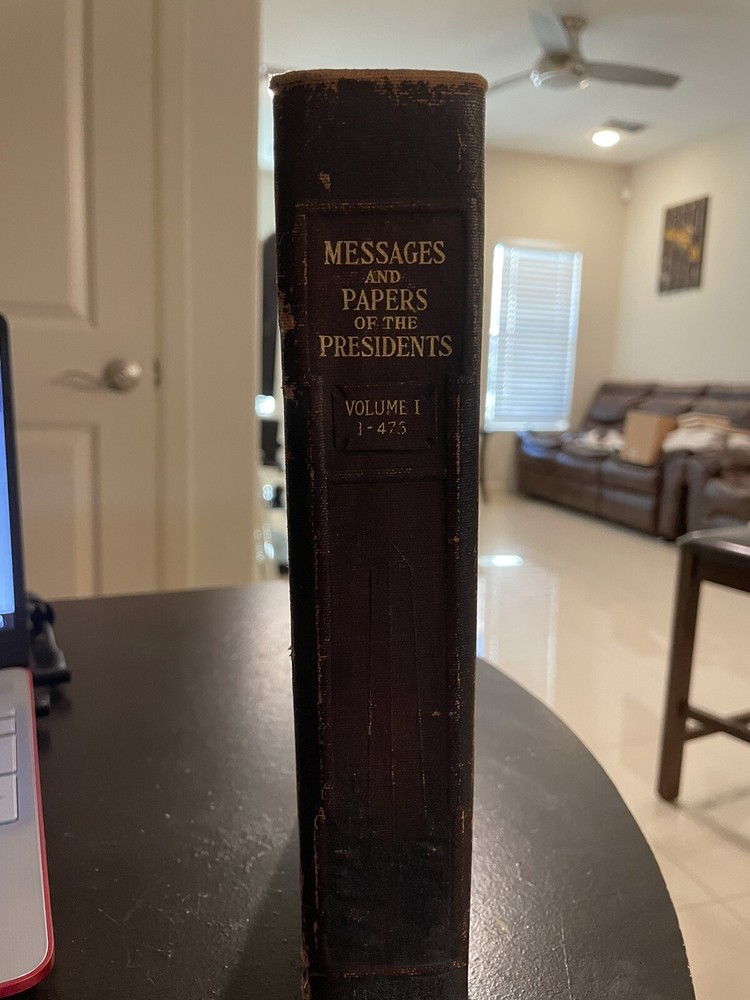 MESSAGES
AND
PAPERS
OF THE
PRESIDENTS
VOLUME I
1-475